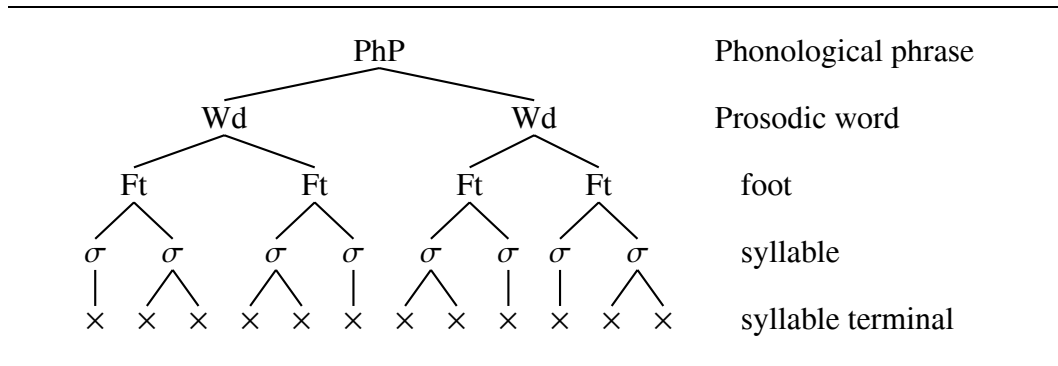 PhP Phonological phrase
Wd Wd Prosodic word
Ft Ft Ft Ft foot
σ σ σ σ σ σ σ σ syllable
× × × × × × × × × × × × syllable terminal